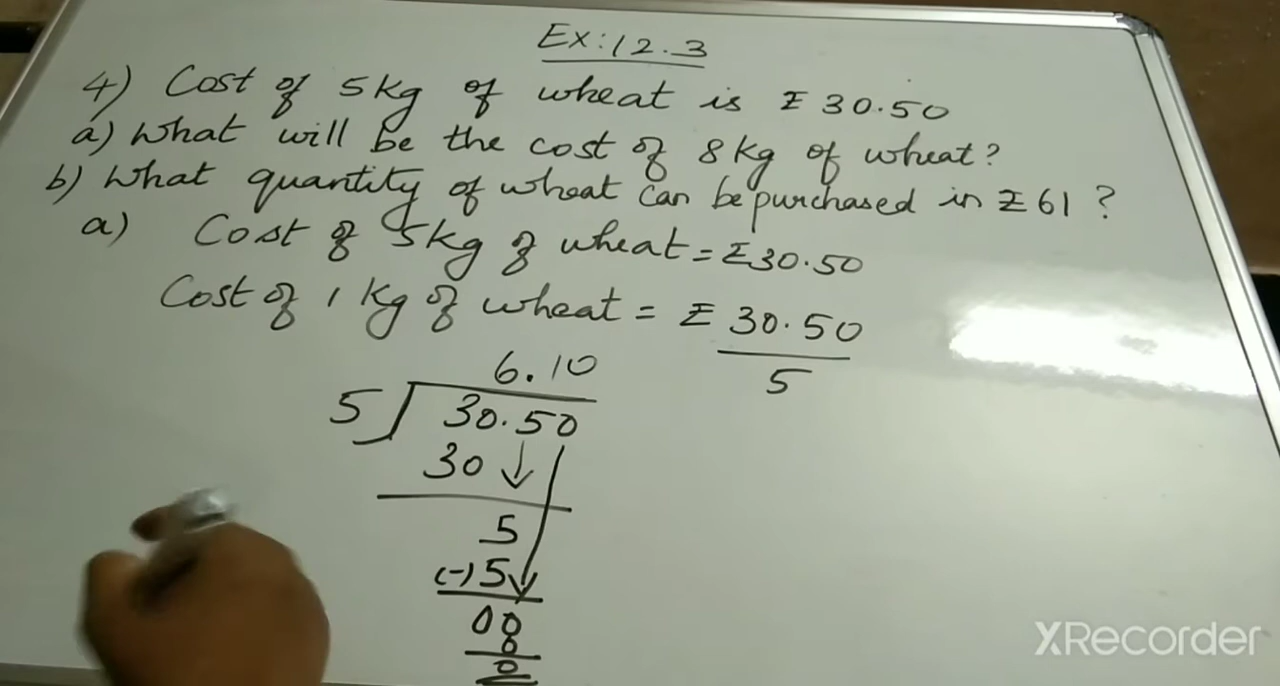 Ex:12.3
4) Cost of 5kg of wheat is ₹ 30.50
a) What will be the cost of 8kg of wheat?
b) What quantity of wheat can be purchased in ₹ 61 ?
a) Cost of 5kg of wheat = ₹30.50
Cost of 1 kg of wheat = ₹ 30.50
5
6.10
5 30.50
30
5
(-) 5
00
0
XRecorder